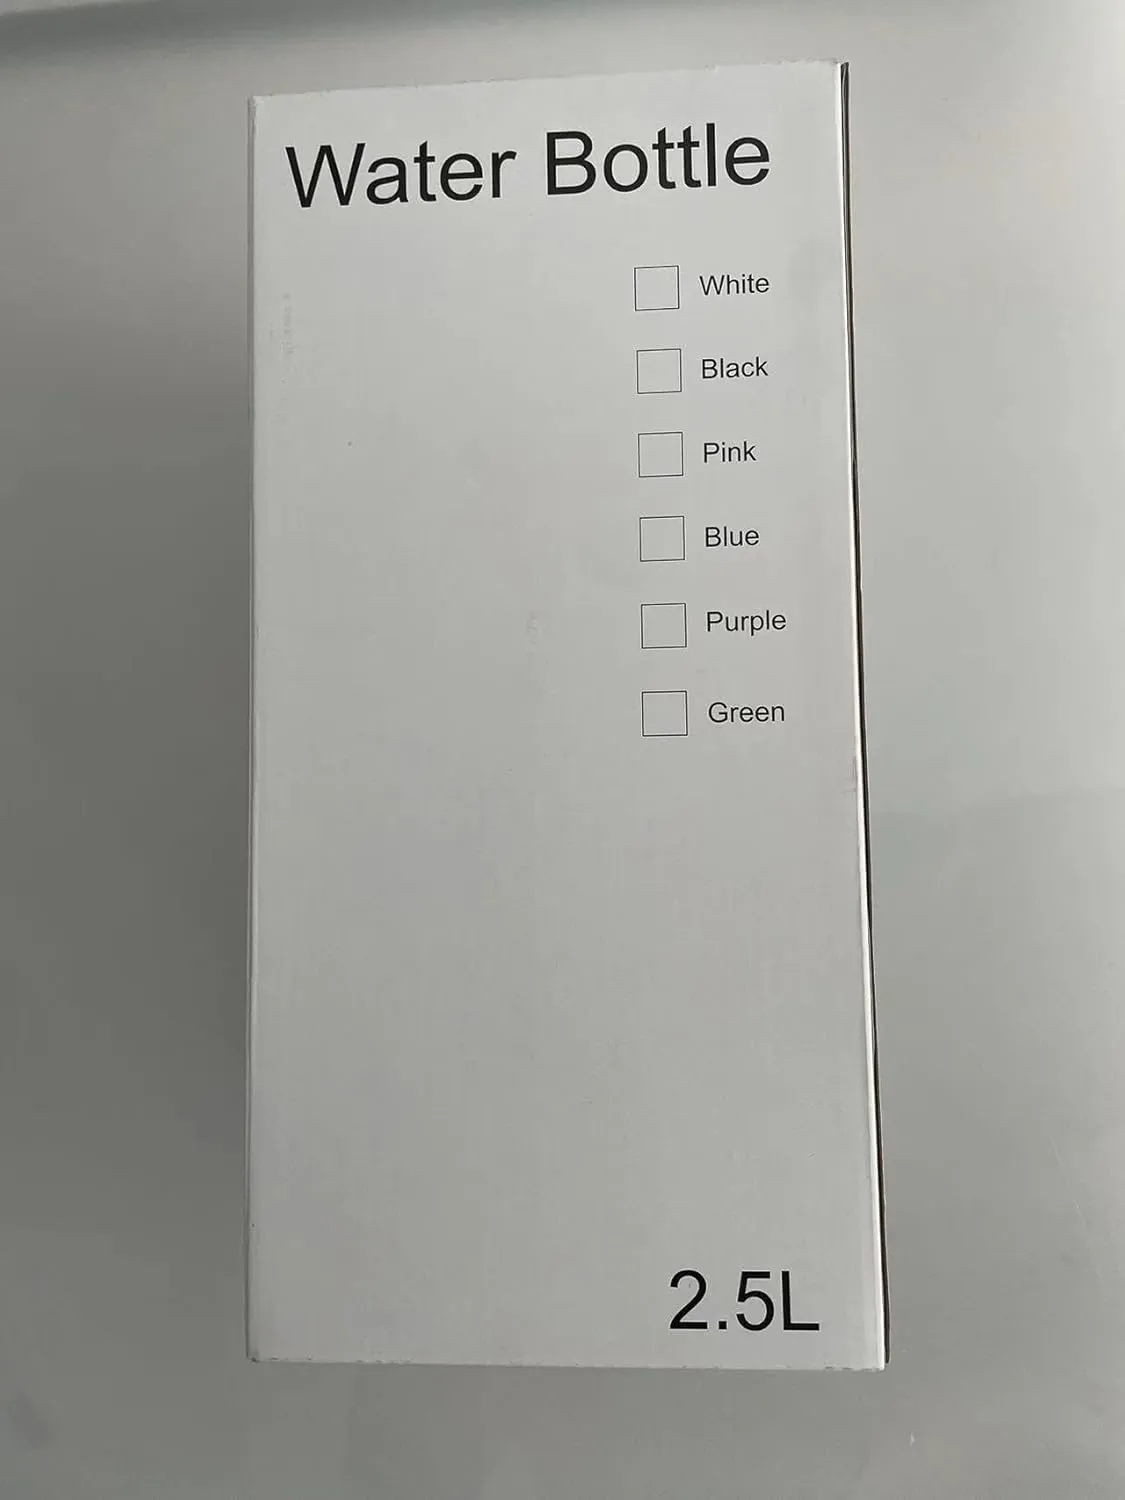 Water Bottle
White
Black
Pink
Blue
Purple
Green
2.5L